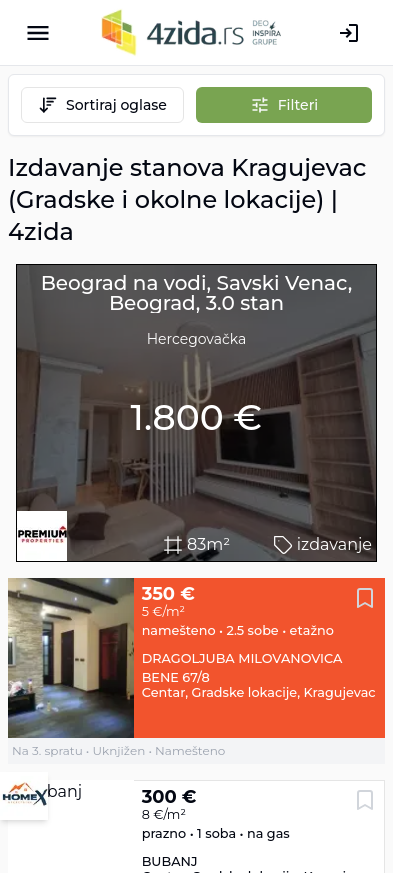 4zida.rs
DEO
INSPIRA
GRUPE
Sortiraj oglase
Filteri
Izdavanje stanova Kragujevac
(Gradske i okolne lokacije) |
4zida
Beograd na vodi, Savski Venac,
Beograd, 3.0 stan
Hercegovačka
1.800 €
PREMIUM
PROPERTIES
83m²
izdavanje
350 €
5 €/m²
namešteno • 2.5 sobe • etažno
DRAGOLJUBA MILOVANOVICA
BENE 67/8
Centar, Gradske lokacije, Kragujevac
Na 3. spratu • Uknjižen • Namešteno
HOMEX
banj
300 €
8 €/m²
prazno • 1 soba • na gas
BUBANJ